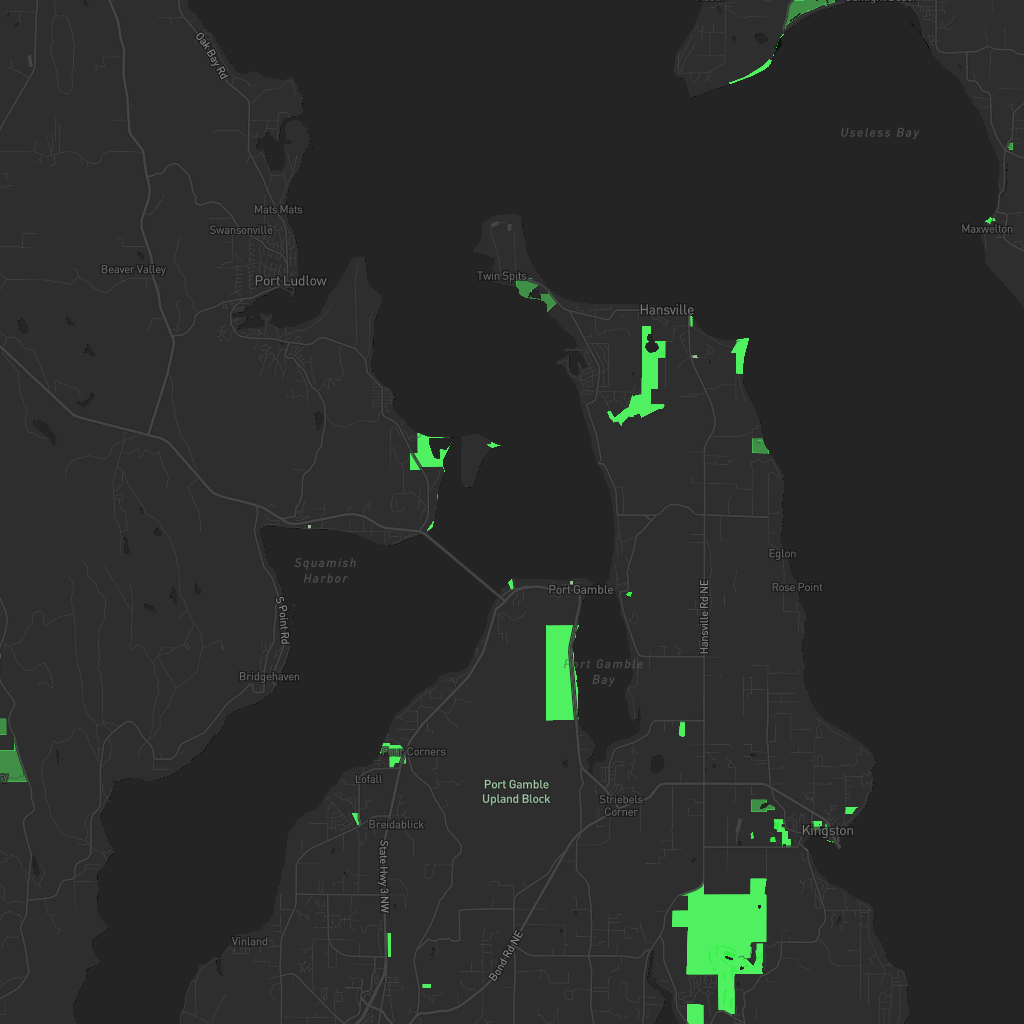 Oak Bay Rd
Useless Bay
Mats Mats
Swansonville
Maxwelton
Beaver Valley
Twin Spits
Port Ludlow
Hansville
Eglon
Squamish
Harbor
Rose Point
Port Gamble
Hansville Rd NE
S Point Rd
Port Gamble
Bay
Bridgehaven
Four Corners
Lofall
Port Gamble
Upland Block
Striebels
Corner
Breidablick
Kingston
State Hwy 3 NW
Vinland
Bond Rd NE